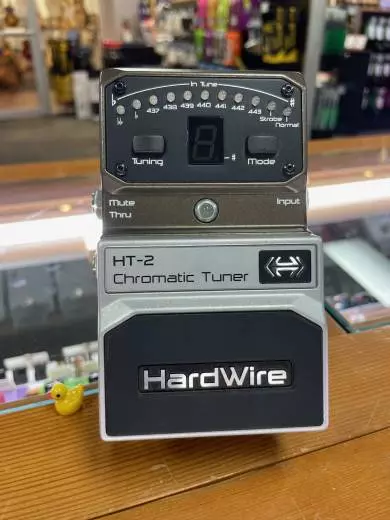 In Tune
♭ ♯
437 438 439 440 441 442 443
♭♭ ♭ Strobe
Normal
Tuning -♯ Mode
Mute Input
Thru
HT-2
Chromatic Tuner
HardWire